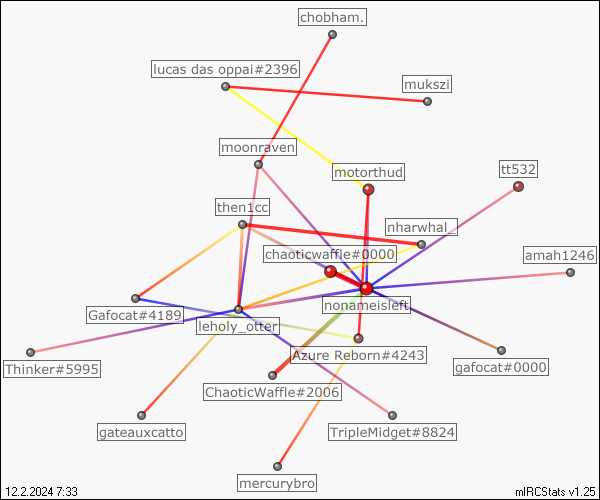 chobham.
lucas das oppai#2396
mukszi
moonraven
tt532
motorthud
then1cc
nharwhal_
chaoticwaffle#0000
amah1246
nonameisleft
Gafocat#4189
leholy_otter
Azure Reborn#4243
Thinker#5995
gafocat#0000
ChaoticWaffle#2006
gateauxcatto
TripleMidget#8824
mercurybro
12.2.2024 7:33
mIRCStats v1.25